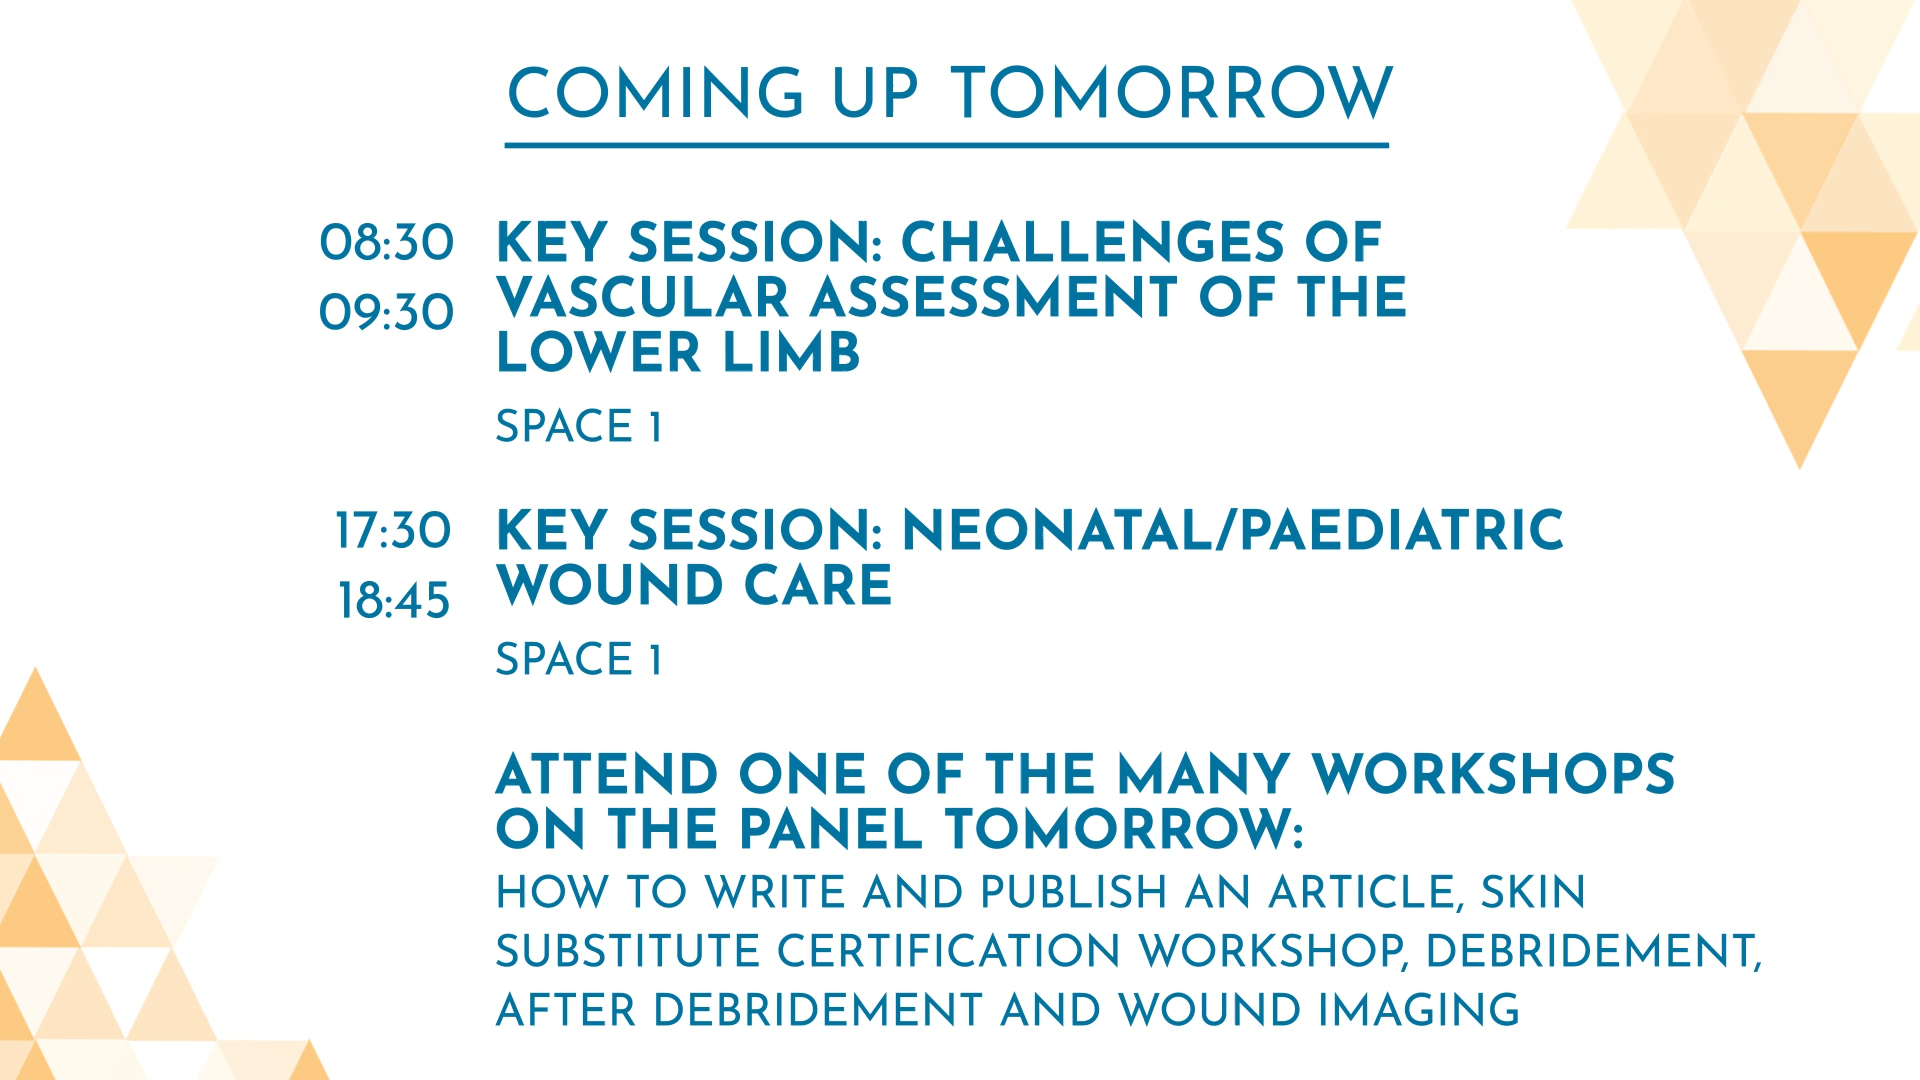 COMING UP TOMORROW
08:30
09:30
KEY SESSION: CHALLENGES OF
VASCULAR ASSESSMENT OF THE
LOWER LIMB
SPACE 1
17:30
18:45
KEY SESSION: NEONATAL/PAEDIATRIC
WOUND CARE
SPACE 1
ATTEND ONE OF THE MANY WORKSHOPS
ON THE PANEL TOMORROW:
HOW TO WRITE AND PUBLISH AN ARTICLE, SKIN
SUBSTITUTE CERTIFICATION WORKSHOP, DEBRIDEMENT,
AFTER DEBRIDEMENT AND WOUND IMAGING